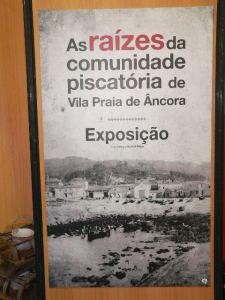 As raízes da
comunidade
piscatória de
Vila Praia de Âncora
Exposição